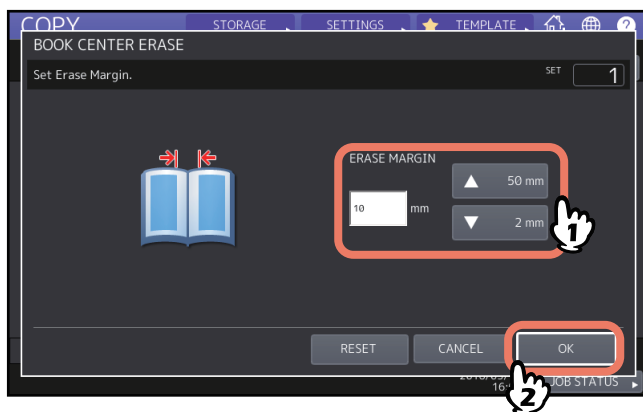 COPY STORAGE SETTINGS TEMPLATE ?
BOOK CENTER ERASE
Set Erase Margin.
SET 1
ERASE MARGIN
50 mm
10 mm
2 mm
1
RESET CANCEL OK
JOB STATUS
2